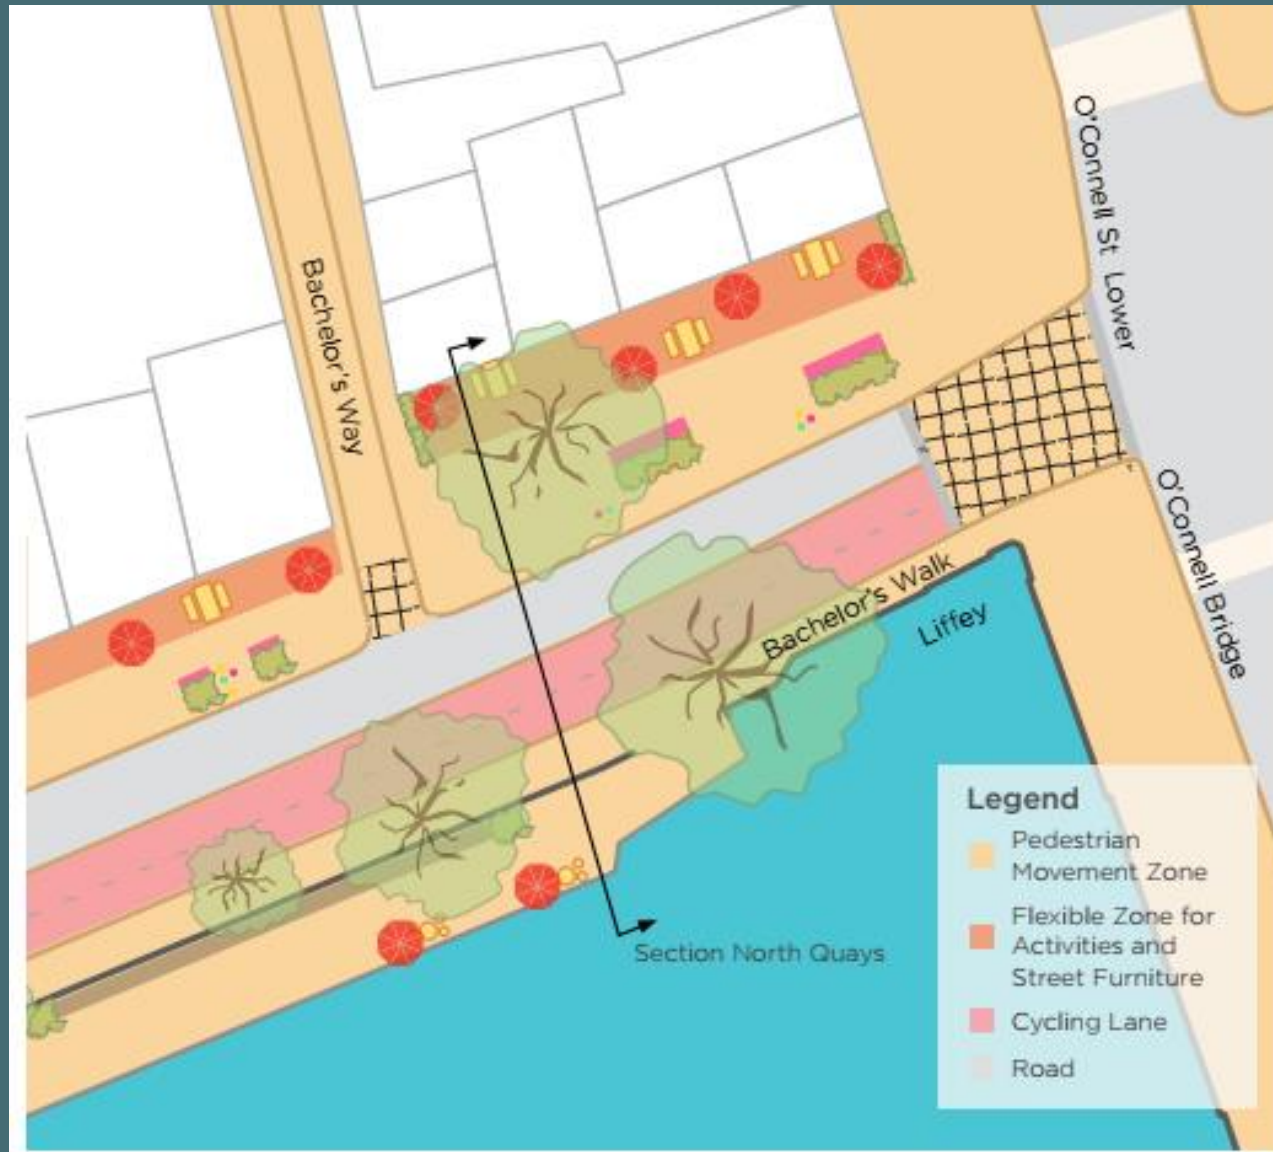 O'Connell St Lower
Bachelor's Way
O'Connell Bridge
Bachelor's Walk
Liffey
Section North Quays
Legend
Pedestrian
Movement Zone
Flexible Zone for
Activities and
Street Furniture
Cycling Lane
Road